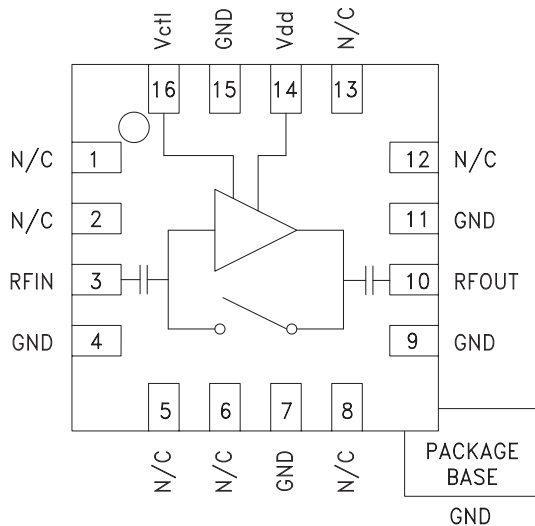 Vctl GND Vdd N/C
16 15 14 13
N/C 1 12 N/C
N/C 2 11 GND
RFIN 3 10 RFOUT
GND 4 9 GND
5 6 7 8
N/C N/C GND N/C
PACKAGE
BASE
GND